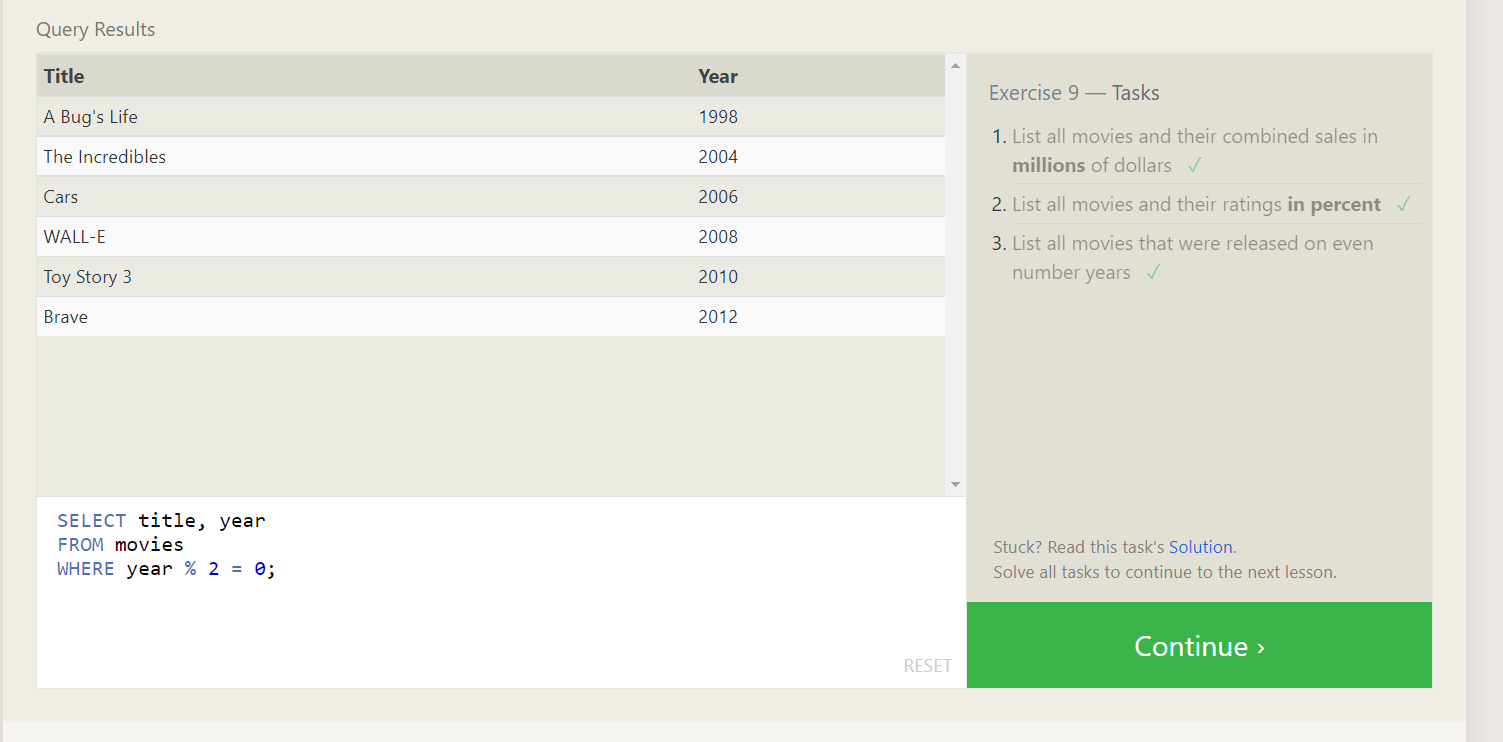 Query Results
Title Year
A Bug's Life 1998
The Incredibles 2004
Cars 2006
WALL-E 2008
Toy Story 3 2010
Brave 2012
SELECT title, year
FROM movies
WHERE year % 2 = 0;
RESET
Exercise 9 — Tasks
1. List all movies and their combined sales in
millions of dollars ✓
2. List all movies and their ratings in percent ✓
3. List all movies that were released on even
number years ✓
Stuck? Read this task's Solution.
Solve all tasks to continue to the next lesson.
Continue ›